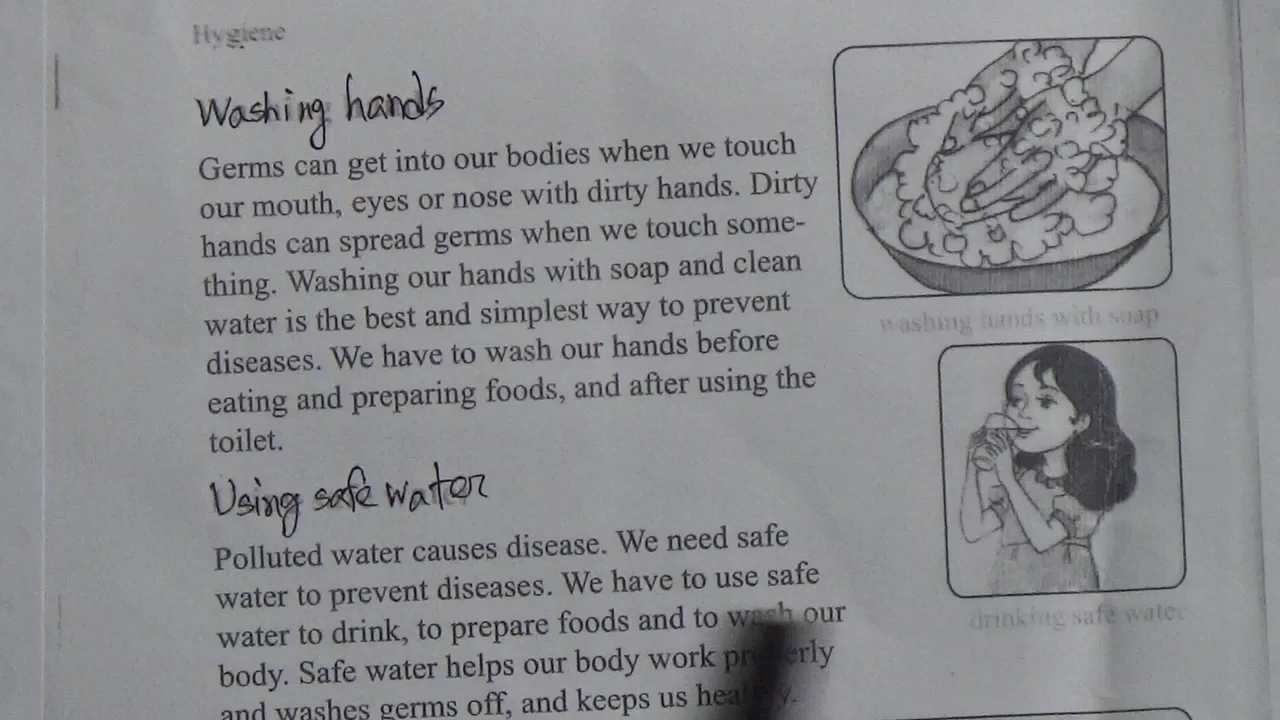 Hygiene
Washing hands
Germs can get into our bodies when we touch
our mouth, eyes or nose with dirty hands. Dirty
hands can spread germs when we touch some-
thing. Washing our hands with soap and clean
water is the best and simplest way to prevent
diseases. We have to wash our hands before
eating and preparing foods, and after using the
toilet.
washing hands with soap
Using safe water
Polluted water causes disease. We need safe
water to prevent diseases. We have to use safe
water to drink, to prepare foods and to wash our
body. Safe water helps our body work properly
and washes germs off, and keeps us healthy.
drinking safe water